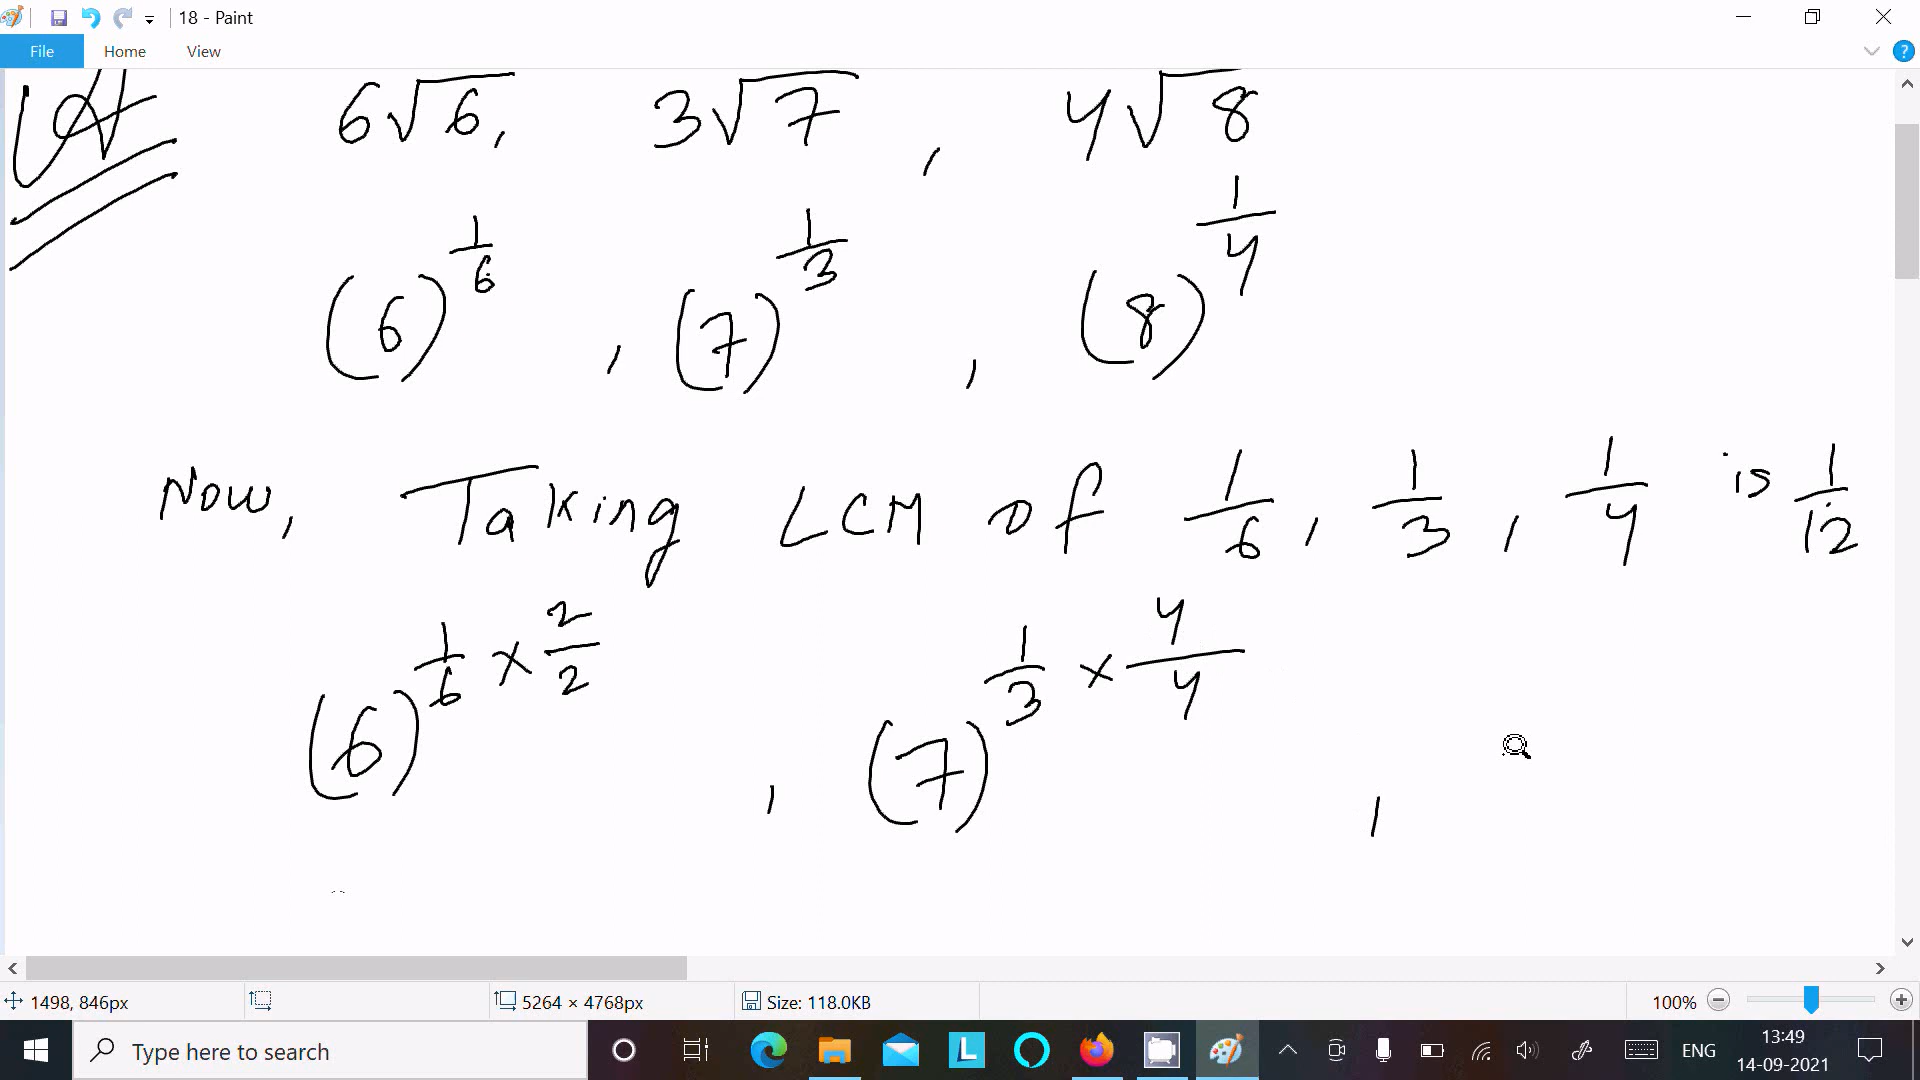 18 - Paint
File Home View
6√6, 3√7, 4√8
(6)^{1/6}, (7)^{1/3}, (8)^{1/4}
Now, Taking LCM of 1/6, 1/3, 1/4 is 1/12
(6)^{1/6 × 2/2}, (7)^{1/3 × 4/4},
1498, 846px 5264 × 4768px Size: 118.0KB 100%
Type here to search ENG 13:49
14-09-2021